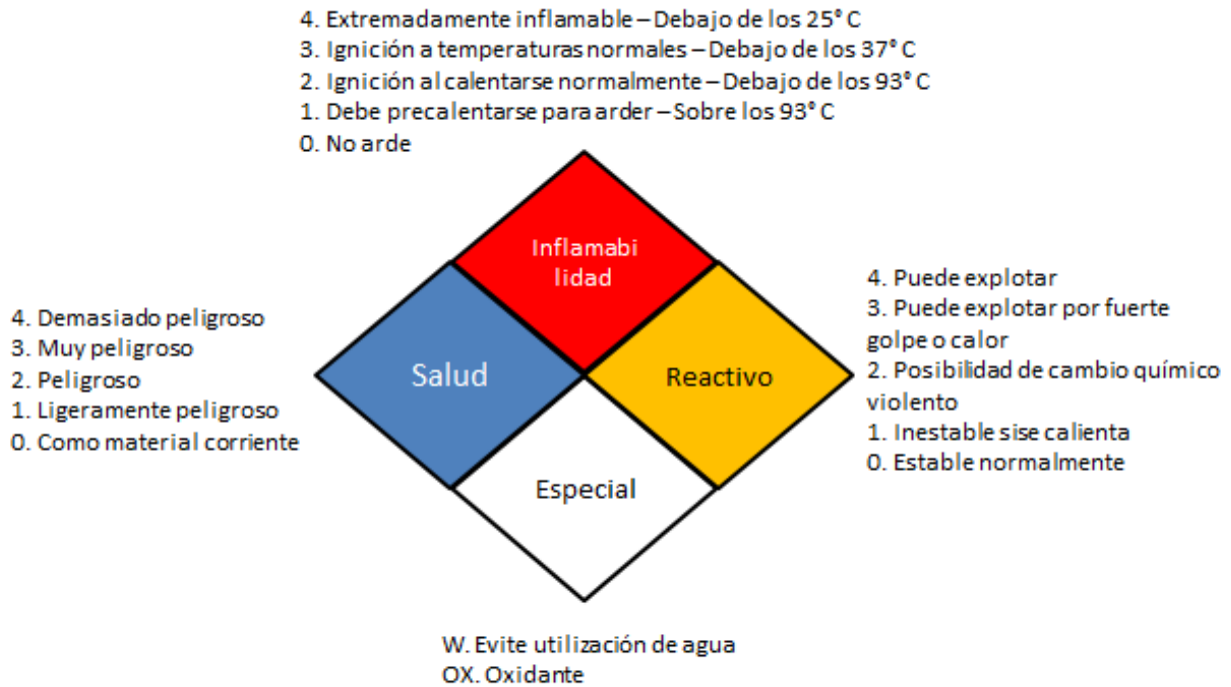 4. Extremadamente inflamable – Debajo de los 25° C
3. Ignición a temperaturas normales – Debajo de los 37° C
2. Ignición al calentarse normalmente – Debajo de los 93° C
1. Debe precalentarse para arder – Sobre los 93° C
0. No arde
Inflamabi
lidad
4. Demasiado peligroso
3. Muy peligroso
2. Peligroso
1. Ligeramente peligroso
0. Como material corriente
Salud
Reactivo
4. Puede explotar
3. Puede explotar por fuerte
golpe o calor
2. Posibilidad de cambio químico
violento
1. Inestable sise calienta
0. Estable normalmente
Especial
W. Evite utilización de agua
OX. Oxidante